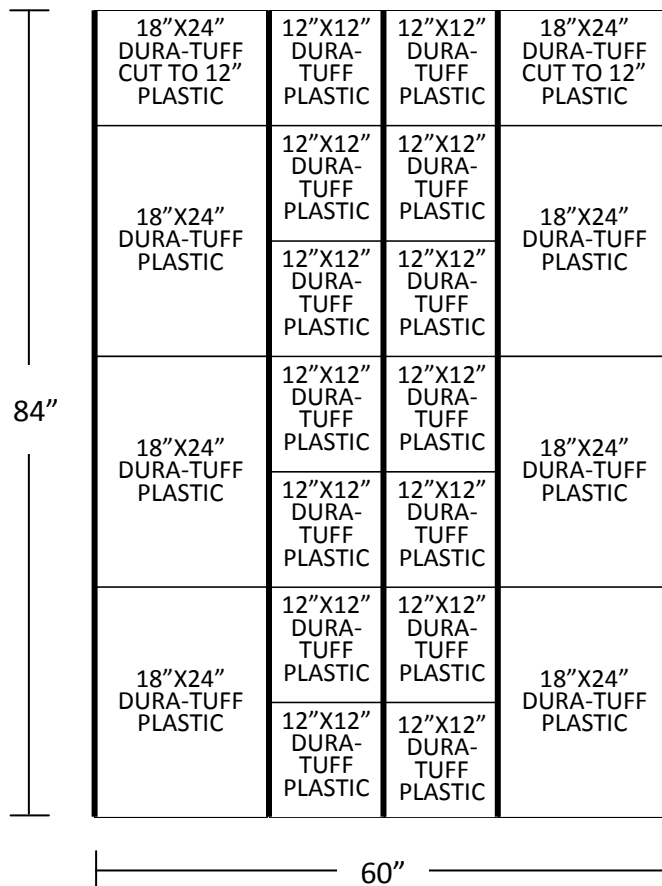 18”X24”
DURA-TUFF
CUT TO 12”
PLASTIC
12”X12”
DURA-
TUFF
PLASTIC
12”X12”
DURA-
TUFF
PLASTIC
18”X24”
DURA-TUFF
CUT TO 12”
PLASTIC
18”X24”
DURA-TUFF
PLASTIC
12”X12”
DURA-
TUFF
PLASTIC
12”X12”
DURA-
TUFF
PLASTIC
18”X24”
DURA-TUFF
PLASTIC
12”X12”
DURA-
TUFF
PLASTIC
12”X12”
DURA-
TUFF
PLASTIC
84”
18”X24”
DURA-TUFF
PLASTIC
12”X12”
DURA-
TUFF
PLASTIC
12”X12”
DURA-
TUFF
PLASTIC
18”X24”
DURA-TUFF
PLASTIC
12”X12”
DURA-
TUFF
PLASTIC
12”X12”
DURA-
TUFF
PLASTIC
18”X24”
DURA-TUFF
PLASTIC
12”X12”
DURA-
TUFF
PLASTIC
12”X12”
DURA-
TUFF
PLASTIC
18”X24”
DURA-TUFF
PLASTIC
12”X12”
DURA-
TUFF
PLASTIC
12”X12”
DURA-
TUFF
PLASTIC
60”